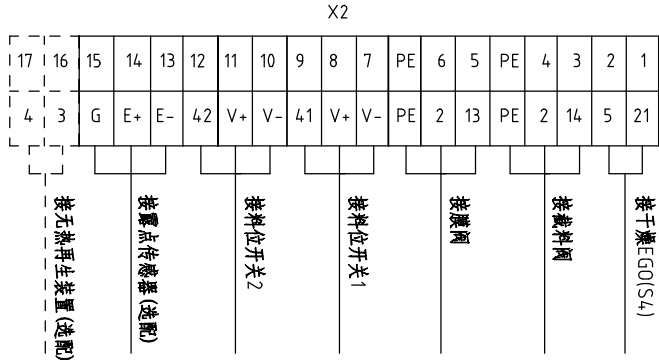 X2
17 16 15 14 13 12 11 10 9 8 7 PE 6 5 PE 4 3 2 1
4 3 G E+ E- 42 V+ V- 41 V+ V- PE 2 13 PE 2 14 5 21
接无热再生装置(选配)
接露点传感器(选配)
接料位开关2
接料位开关1
接膜阀
接截料阀
接干燥EGO(S4)